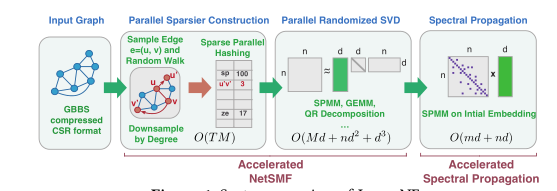 Input Graph
GBBS
compressed
CSR format
Parallel Sparsier Construction
Sample Edge
e=(u, v) and
Random Walk
u'
u
v
v'
Downsample
by Degree
Sparse Parallel
Hashing
sp 100
u'v' 3
ze 17
O(TM)
Parallel Randomized SVD
n d d n
n
≈
d
SPMM, GEMM,
QR Decomposition
...
O(Md + nd² + d³)
Spectral Propagation
n d
n
x
SPMM on Intial Embedding
O(md + nd)
Accelerated
NetSMF
Accelerated
Spectral Propagation